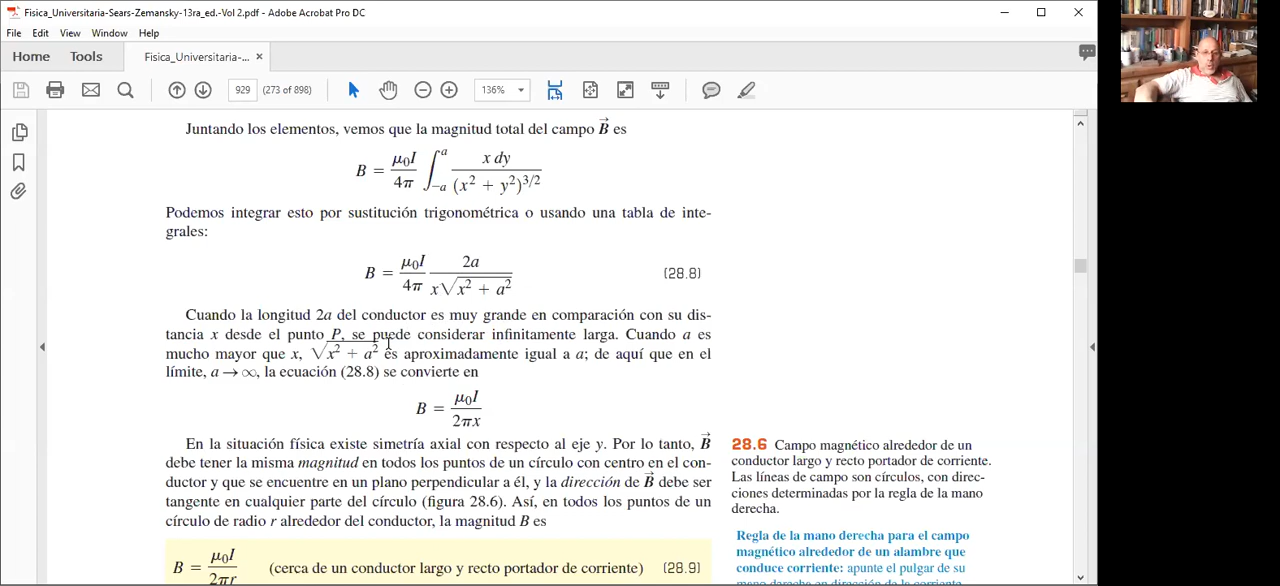 Fisica_Universitaria-Sears-Zemansky-13ra_ed.-Vol 2.pdf - Adobe Acrobat Pro DC
File Edit View Window Help
Home Tools Fisica_Universitaria-... ×
929 (273 of 898) 136%
Juntando los elementos, vemos que la magnitud total del campo B⃗ es
B = μ₀I/4π ∫₋ₐᵃ x dy/(x² + y²)^3/2
Podemos integrar esto por sustitución trigonométrica o usando una tabla de inte-
grales:
B = μ₀I/4π 2a/x√(x² + a²) (28.8)
Cuando la longitud 2a del conductor es muy grande en comparación con su dis-
tancia x desde el punto P, se puede considerar infinitamente larga. Cuando a es
mucho mayor que x, √(x² + a²) es aproximadamente igual a a; de aquí que en el
límite, a → ∞, la ecuación (28.8) se convierte en
B = μ₀I/2πx
En la situación física existe simetría axial con respecto al eje y. Por lo tanto, B⃗
debe tener la misma magnitud en todos los puntos de un círculo con centro en el con-
ductor y que se encuentre en un plano perpendicular a él, y la dirección de B⃗ debe ser
tangente en cualquier parte del círculo (figura 28.6). Así, en todos los puntos de un
círculo de radio r alrededor del conductor, la magnitud B es
B = μ₀I/2πr (cerca de un conductor largo y recto portador de corriente) (28.9)
28.6 Campo magnético alrededor de un
conductor largo y recto portador de corriente.
Las líneas de campo son círculos, con direc-
ciones determinadas por la regla de la mano
derecha.
Regla de la mano derecha para el campo
magnético alrededor de un alambre que
conduce corriente: apunte el pulgar de su
mano derecha en dirección de la corriente